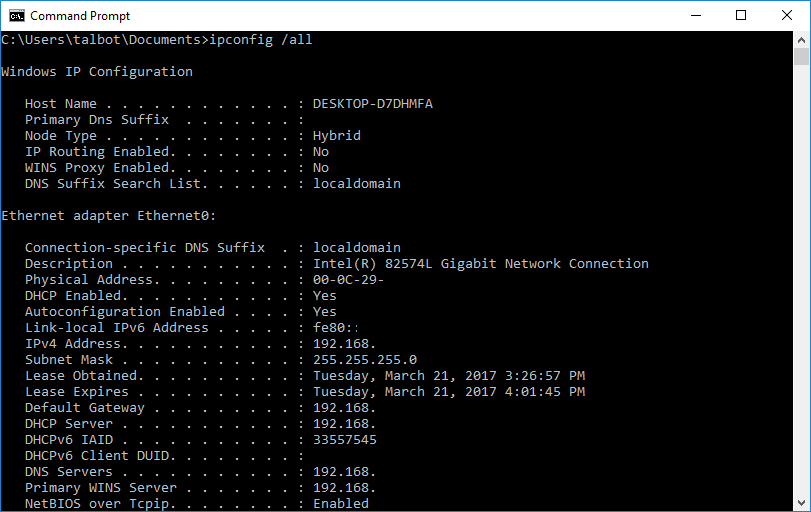 Command Prompt
C:\Users\talbot\Documents>ipconfig /all
Windows IP Configuration
Host Name . . . . . . . . . . . . : DESKTOP-D7DHMFA
Primary Dns Suffix  . . . . . . . :
Node Type . . . . . . . . . . . . : Hybrid
IP Routing Enabled. . . . . . . . : No
WINS Proxy Enabled. . . . . . . . : No
DNS Suffix Search List. . . . . . : localdomain
Ethernet adapter Ethernet0:
Connection-specific DNS Suffix  . : localdomain
Description . . . . . . . . . . . : Intel(R) 82574L Gigabit Network Connection
Physical Address. . . . . . . . . : 00-0C-29-
DHCP Enabled. . . . . . . . . . . : Yes
Autoconfiguration Enabled . . . . : Yes
Link-local IPv6 Address . . . . . : fe80::
IPv4 Address. . . . . . . . . . . : 192.168.
Subnet Mask . . . . . . . . . . . : 255.255.255.0
Lease Obtained. . . . . . . . . . : Tuesday, March 21, 2017 3:26:57 PM
Lease Expires . . . . . . . . . . : Tuesday, March 21, 2017 4:01:45 PM
Default Gateway . . . . . . . . . : 192.168.
DHCP Server . . . . . . . . . . . : 192.168.
DHCPv6 IAID . . . . . . . . . . . : 33557545
DHCPv6 Client DUID. . . . . . . . :
DNS Servers . . . . . . . . . . . : 192.168.
Primary WINS Server . . . . . . . : 192.168.
NetBIOS over Tcpip. . . . . . . . : Enabled